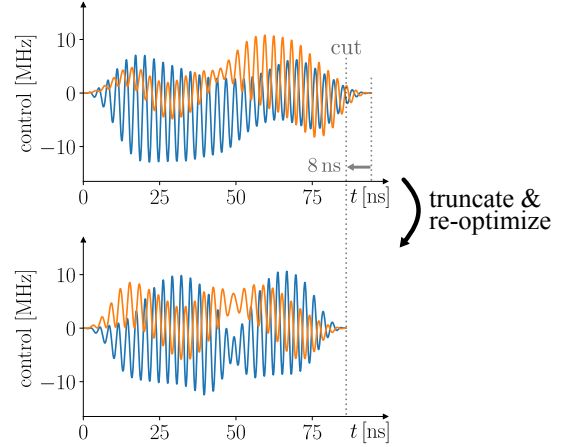 control [MHz]
10
0
−10
cut
8 ns
0
25
50
75
t [ns]
truncate &
re-optimize
control [MHz]
10
0
−10
0
25
50
75
t [ns]